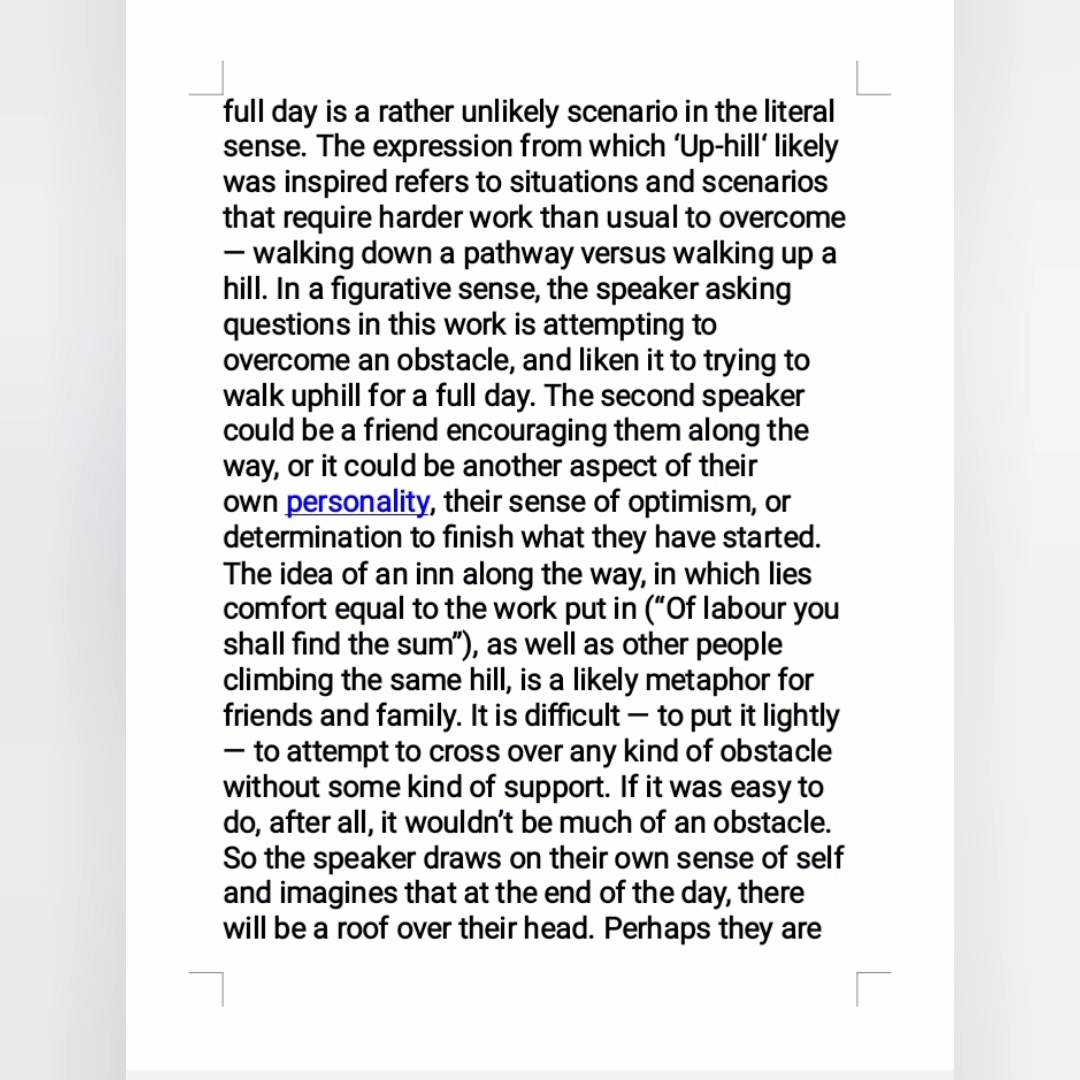 full day is a rather unlikely scenario in the literal
sense. The expression from which ‘Up-hill‘ likely
was inspired refers to situations and scenarios
that require harder work than usual to overcome
— walking down a pathway versus walking up a
hill. In a figurative sense, the speaker asking
questions in this work is attempting to
overcome an obstacle, and liken it to trying to
walk uphill for a full day. The second speaker
could be a friend encouraging them along the
way, or it could be another aspect of their
own personality, their sense of optimism, or
determination to finish what they have started.
The idea of an inn along the way, in which lies
comfort equal to the work put in (“Of labour you
shall find the sum”), as well as other people
climbing the same hill, is a likely metaphor for
friends and family. It is difficult — to put it lightly
— to attempt to cross over any kind of obstacle
without some kind of support. If it was easy to
do, after all, it wouldn’t be much of an obstacle.
So the speaker draws on their own sense of self
and imagines that at the end of the day, there
will be a roof over their head. Perhaps they are